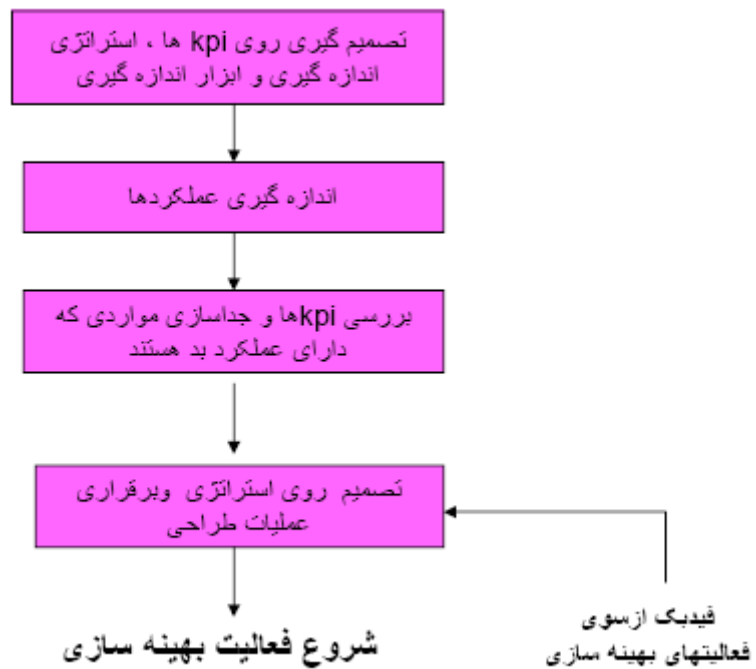 تصمیم گیری روی kpi ها ، استراتژی
اندازه گیری و ابزار اندازه گیری
اندازه گیری عملکردها
بررسی kpiها و جداسازی مواردی که
دارای عملکرد بد هستند
تصمیم روی استراتژی وبرقراری
عملیات طراحی
شروع فعالیت بهینه سازی
فیدبک ازسوی
فعالیتهای بهینه سازی